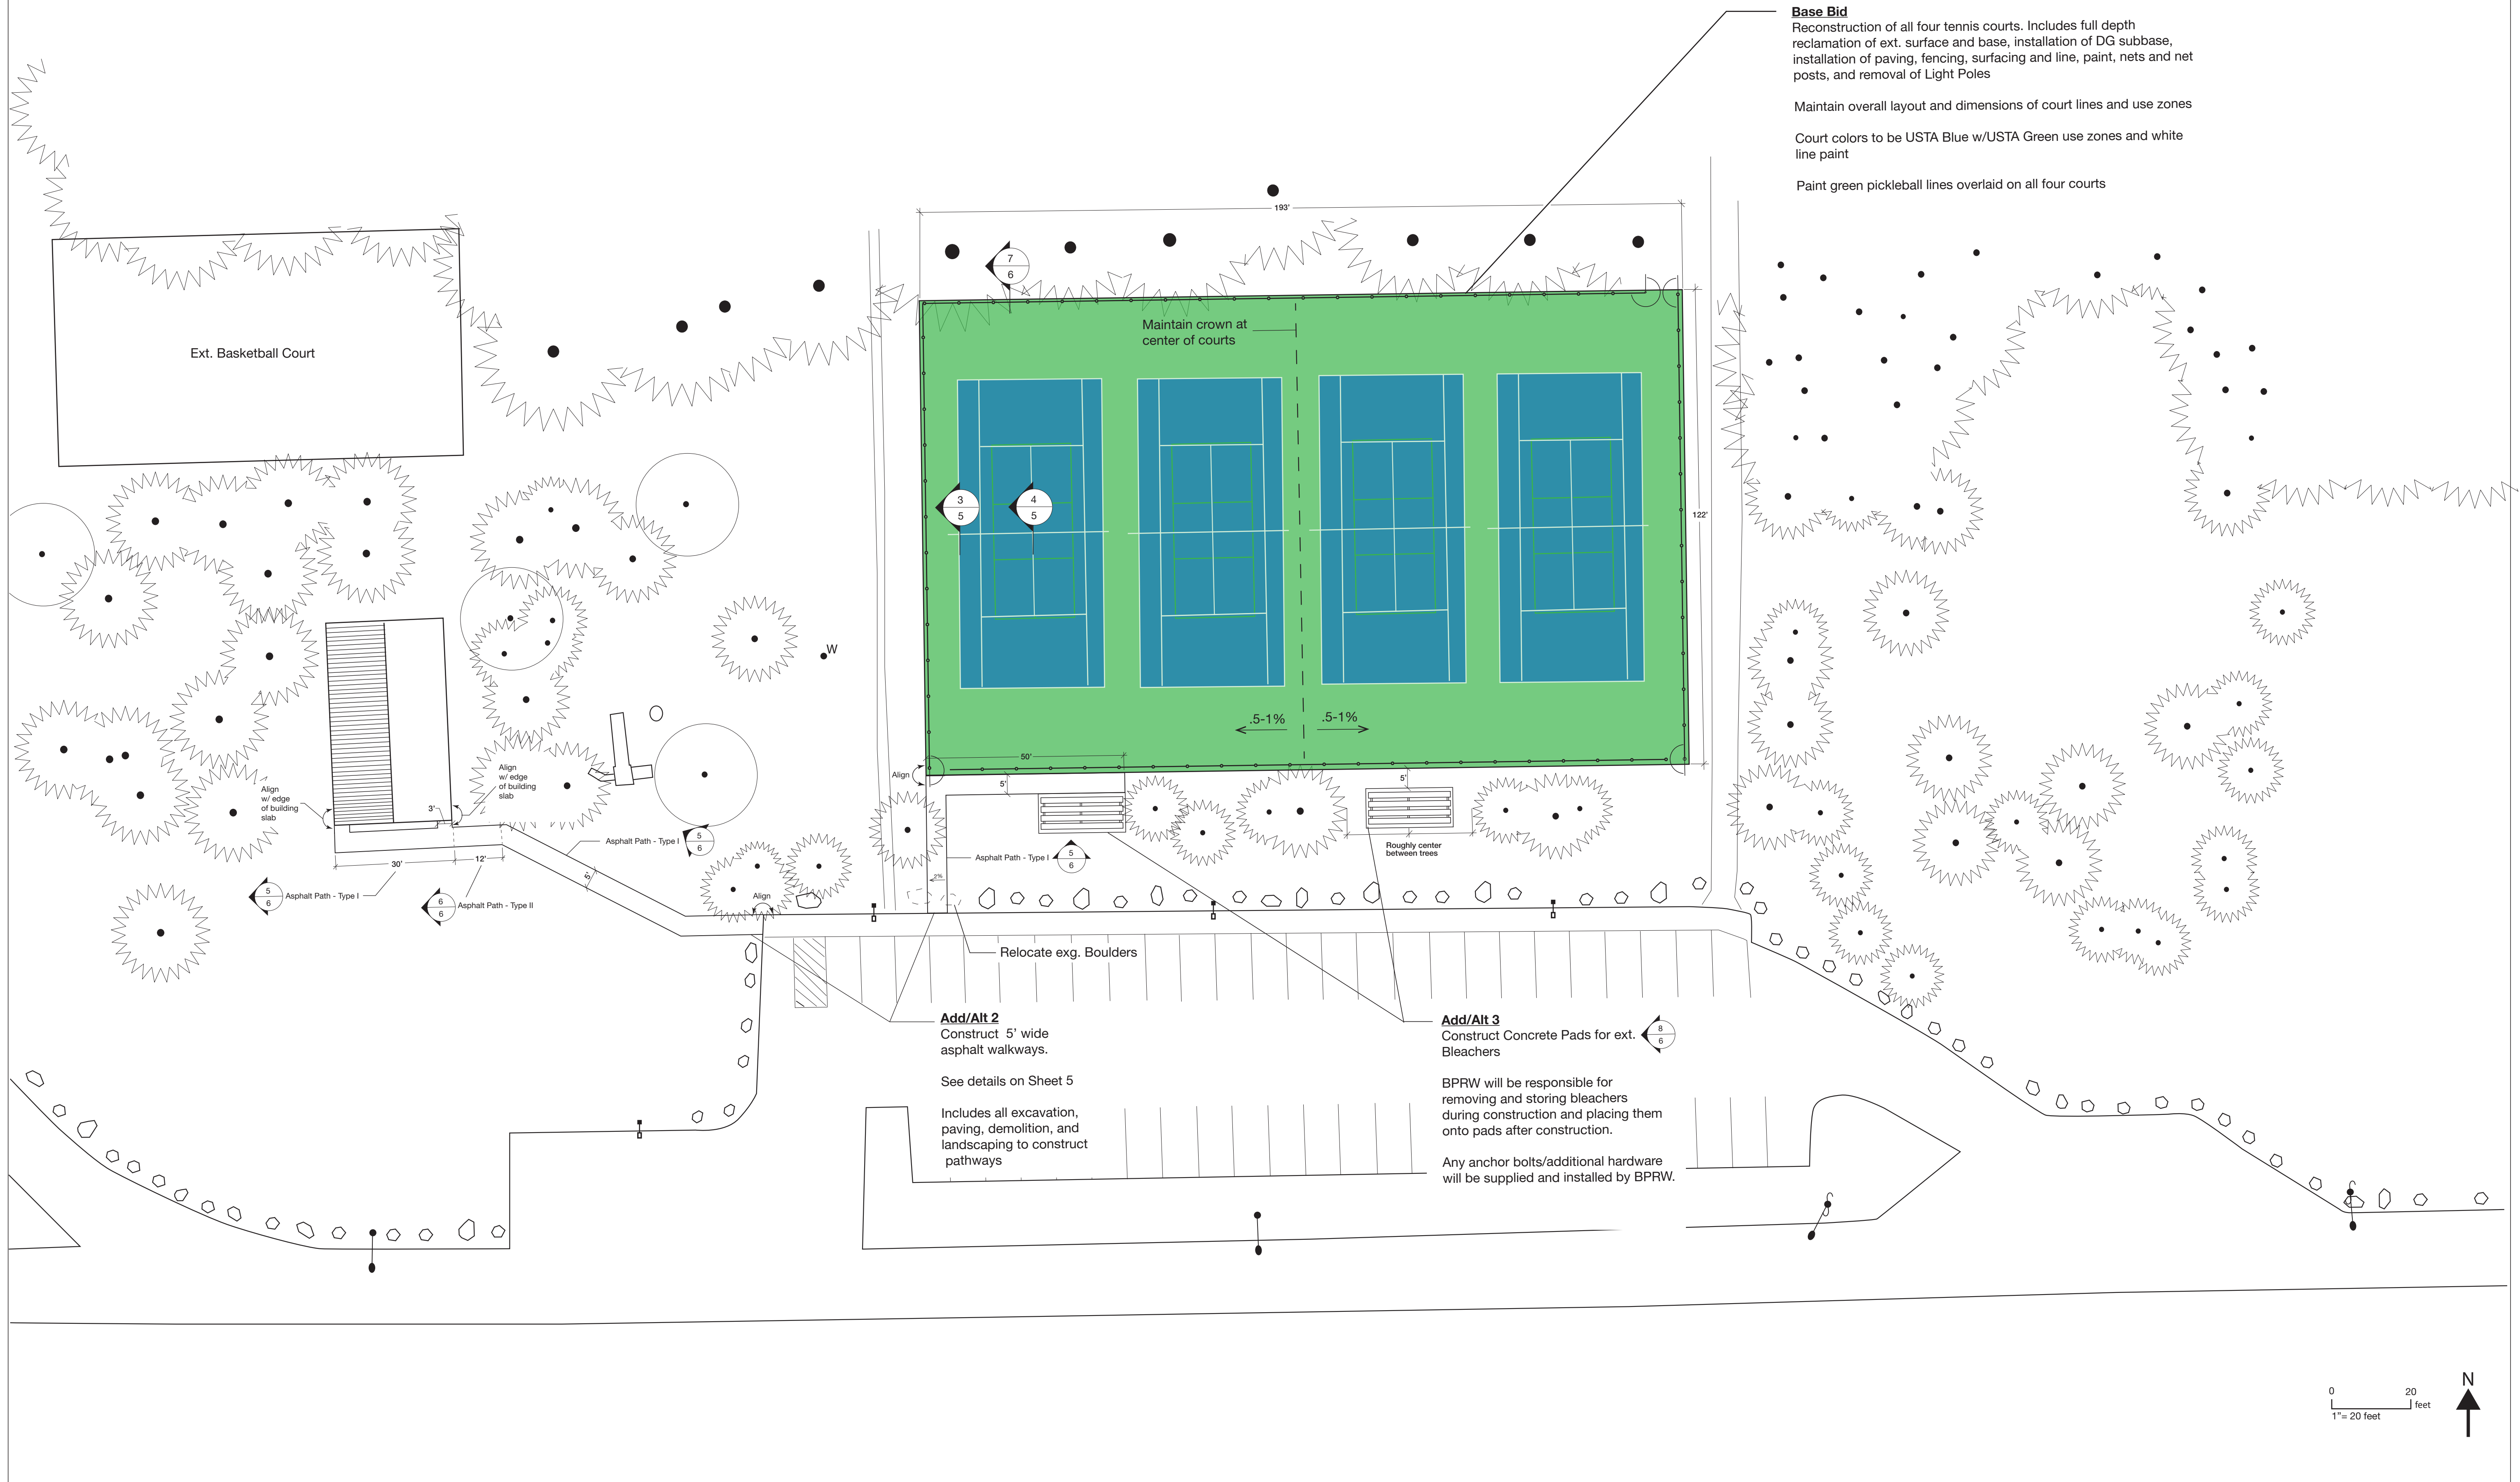 Base Bid
Reconstruction of all four tennis courts. Includes full depth
reclamation of ext. surface and base, installation of DG subbase,
installation of paving, fencing, surfacing and line, paint, nets and net
posts, and removal of Light Poles
Maintain overall layout and dimensions of court lines and use zones
Court colors to be USTA Blue w/USTA Green use zones and white
line paint
Paint green pickleball lines overlaid on all four courts
193'
7
6
Maintain crown at
center of courts
Ext. Basketball Court
3
5
4
5
122'
W
.5-1%
.5-1%
50'
Align
5'
5'
Align
w/ edge
of building
slab
Align
w/ edge
of building
slab
3'
Asphalt Path - Type I
5
6
Asphalt Path - Type I
5
6
Roughly center
between trees
30'
12'
5'
2%
5
6
Asphalt Path - Type I
6
6
Asphalt Path - Type II
Align
Relocate exg. Boulders
Add/Alt 2
Construct 5’ wide
asphalt walkways.
See details on Sheet 5
Includes all excavation,
paving, demolition, and
landscaping to construct
pathways
Add/Alt 3
Construct Concrete Pads for ext.
Bleachers
8
6
BPRW will be responsible for
removing and storing bleachers
during construction and placing them
onto pads after construction.
Any anchor bolts/additional hardware
will be supplied and installed by BPRW.
N
0 20
feet
1"= 20 feet